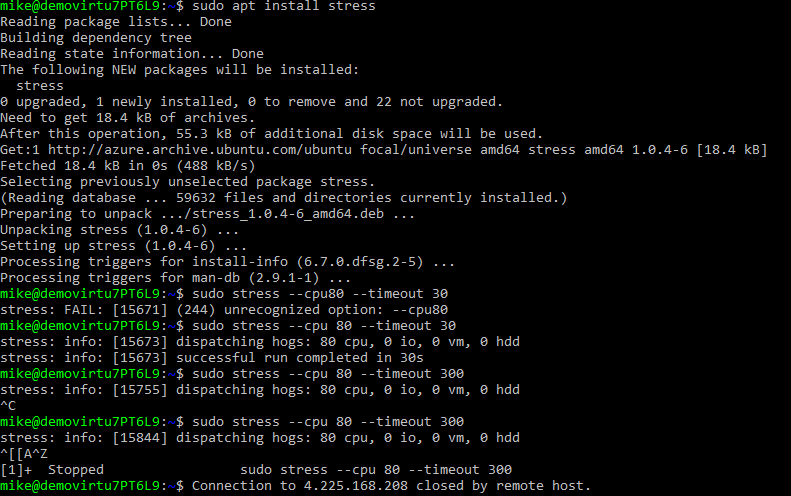 mike@demovirtu7PT6L9:~$ sudo apt install stress
Reading package lists... Done
Building dependency tree
Reading state information... Done
The following NEW packages will be installed:
  stress
0 upgraded, 1 newly installed, 0 to remove and 22 not upgraded.
Need to get 18.4 kB of archives.
After this operation, 55.3 kB of additional disk space will be used.
Get:1 http://azure.archive.ubuntu.com/ubuntu focal/universe amd64 stress amd64 1.0.4-6 [18.4 kB]
Fetched 18.4 kB in 0s (488 kB/s)
Selecting previously unselected package stress.
(Reading database ... 59632 files and directories currently installed.)
Preparing to unpack .../stress_1.0.4-6_amd64.deb ...
Unpacking stress (1.0.4-6) ...
Setting up stress (1.0.4-6) ...
Processing triggers for install-info (6.7.0.dfsg.2-5) ...
Processing triggers for man-db (2.9.1-1) ...
mike@demovirtu7PT6L9:~$ sudo stress --cpu80 --timeout 30
stress: FAIL: [15671] (244) unrecognized option: --cpu80
mike@demovirtu7PT6L9:~$ sudo stress --cpu 80 --timeout 30
stress: info: [15673] dispatching hogs: 80 cpu, 0 io, 0 vm, 0 hdd
stress: info: [15673] successful run completed in 30s
mike@demovirtu7PT6L9:~$ sudo stress --cpu 80 --timeout 300
stress: info: [15755] dispatching hogs: 80 cpu, 0 io, 0 vm, 0 hdd
^C
mike@demovirtu7PT6L9:~$ sudo stress --cpu 80 --timeout 300
stress: info: [15844] dispatching hogs: 80 cpu, 0 io, 0 vm, 0 hdd
^[[A^Z
[1]+  Stopped                 sudo stress --cpu 80 --timeout 300
mike@demovirtu7PT6L9:~$ Connection to 4.225.168.208 closed by remote host.